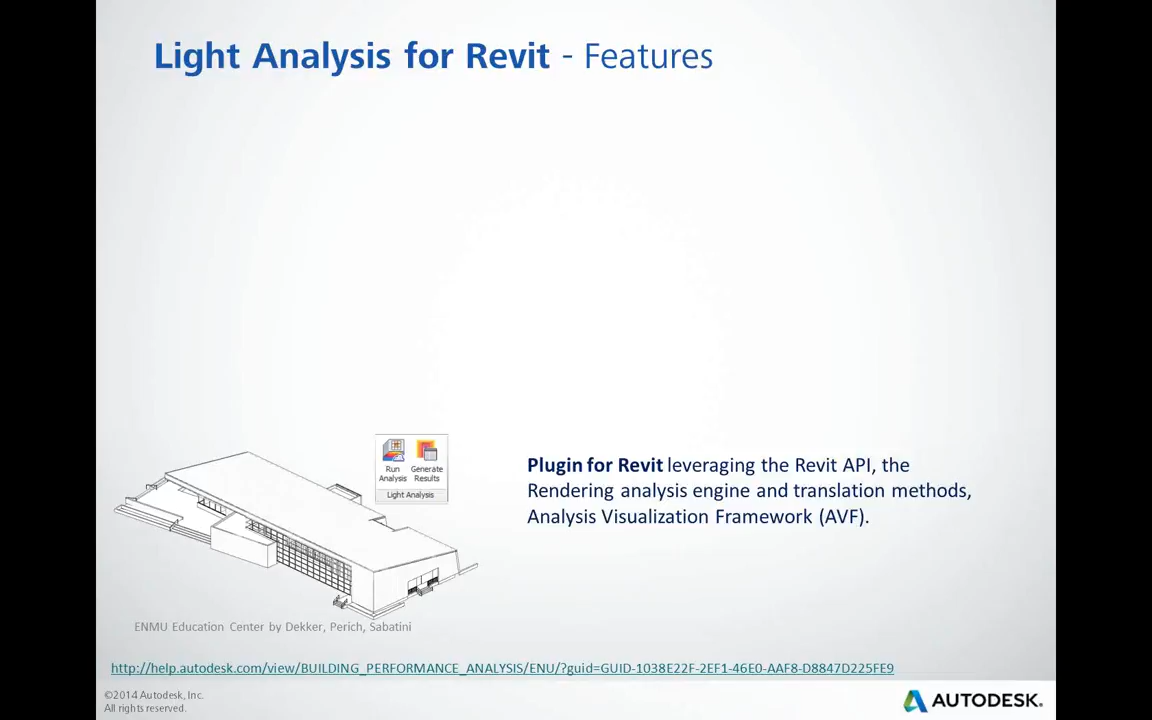 Light Analysis for Revit - Features
Run Analysis
Generate Results
Light Analysis
Plugin for Revit leveraging the Revit API, the
Rendering analysis engine and translation methods,
Analysis Visualization Framework (AVF).
ENMU Education Center by Dekker, Perich, Sabatini
http://help.autodesk.com/view/BUILDING_PERFORMANCE_ANALYSIS/ENU/?guid=GUID-1038E22F-2EF1-46E0-AAF8-D8847D225FE9
©2014 Autodesk, Inc.
All rights reserved.
AUTODESK.